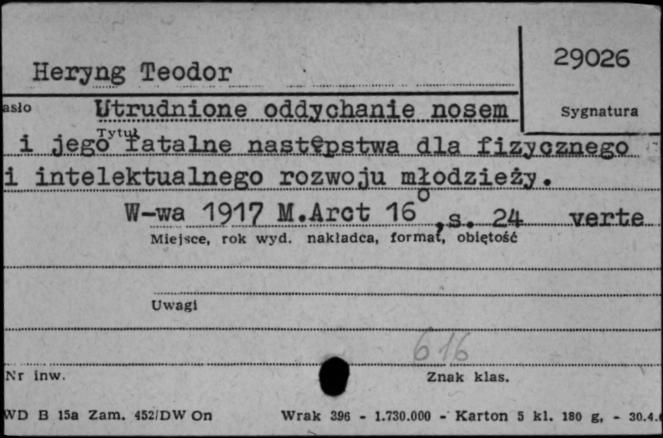 29026
Heryng Teodor
asło Utrudnione oddychanie nosem Sygnatura
Tytuł
i jego fatalne następstwa dla fizycznego
i intelektualnego rozwoju młodzieży.
W-wa 1917 M.Arct 16° ,s. 24 verte
Miejsce, rok wyd. nakładca, format, objętość
Uwagi
616
Nr inw. Znak klas.
WD B 15a Zam. 452/DW On Wrak 396 - 1.730.000 - Karton 5 kl. 180 g. - 30.4.